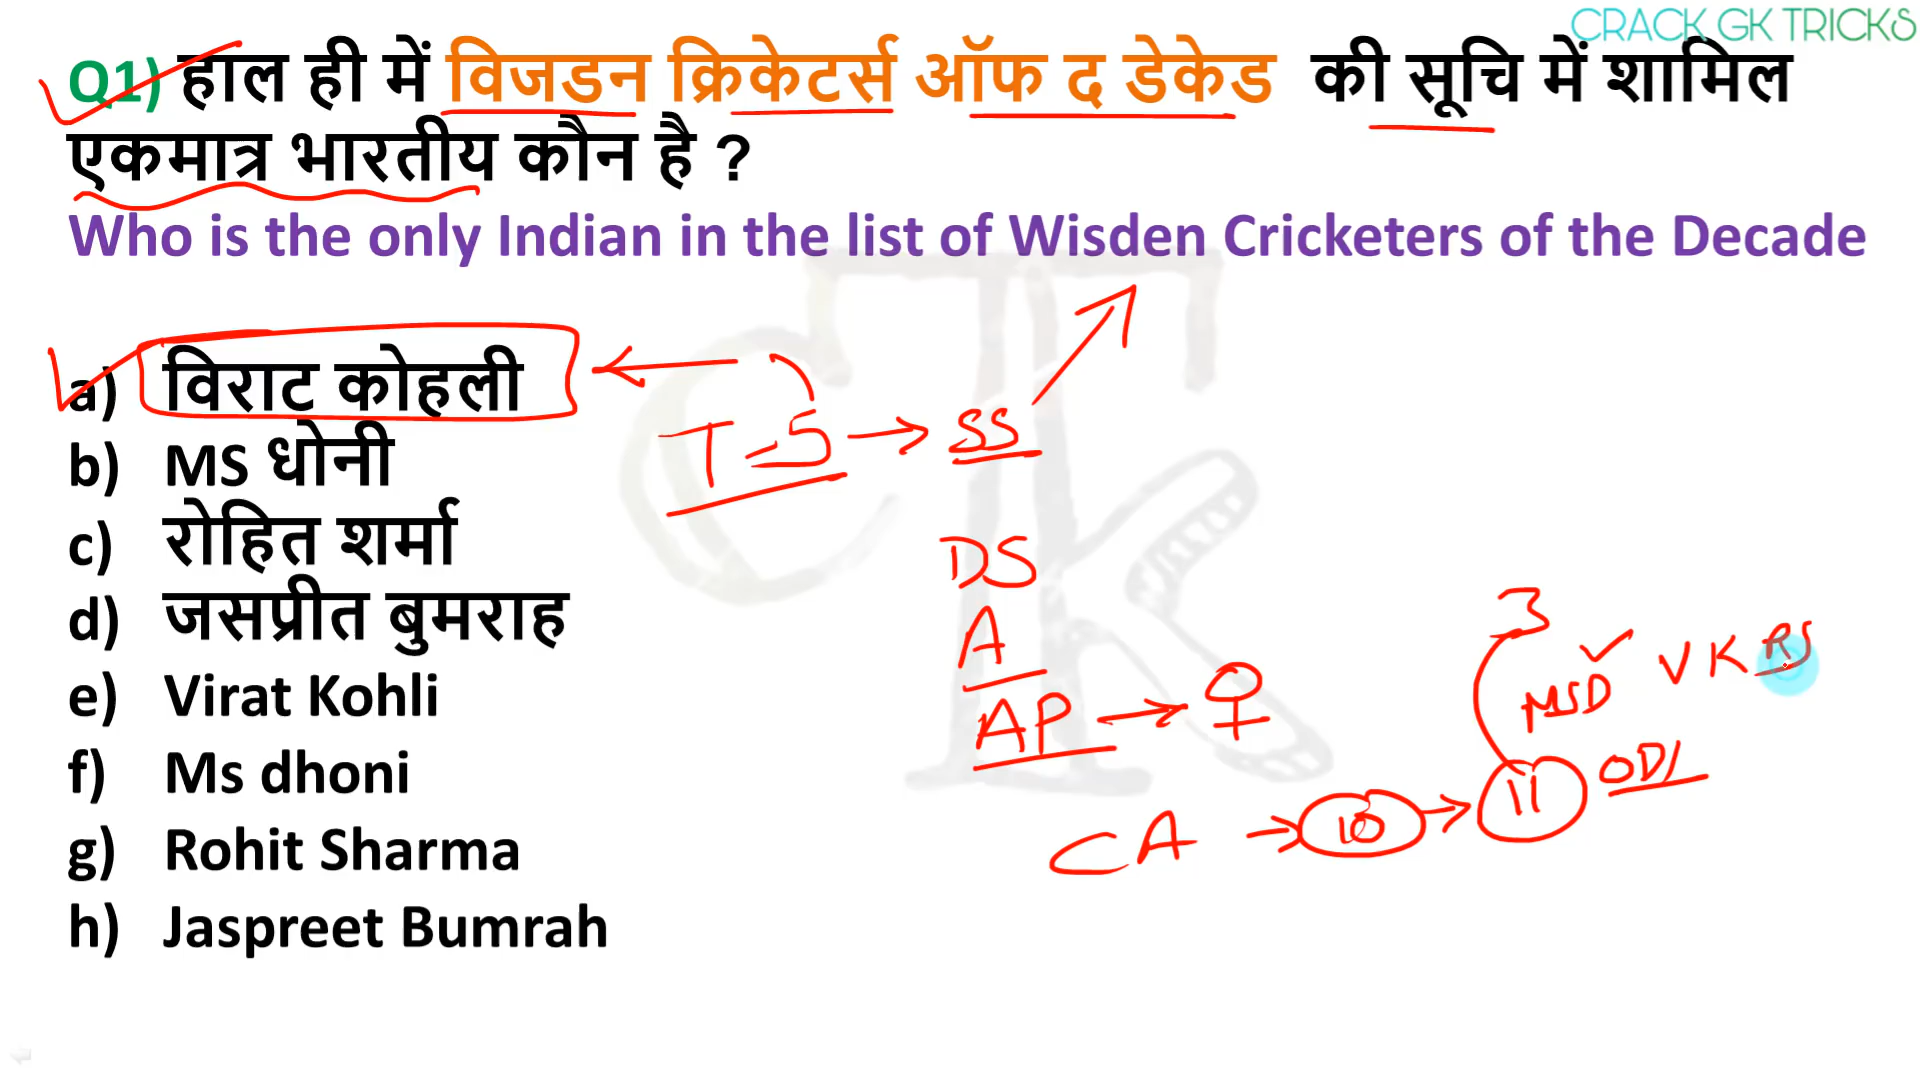 CRACK GK TRICKS
Q1) हाल ही में विजडन क्रिकेटर्स ऑफ द डेकेड की सूचि में शामिल
एकमात्र भारतीय कौन है ?
Who is the only Indian in the list of Wisden Cricketers of the Decade
a) विराट कोहली
b) MS धोनी
c) रोहित शर्मा
d) जसप्रीत बुमराह
e) Virat Kohli
f) Ms dhoni
g) Rohit Sharma
h) Jaspreet Bumrah
T-5 → SS
DS
A
AP → ♀
3
MSD VK RS
CA → 10 → 11 ODI